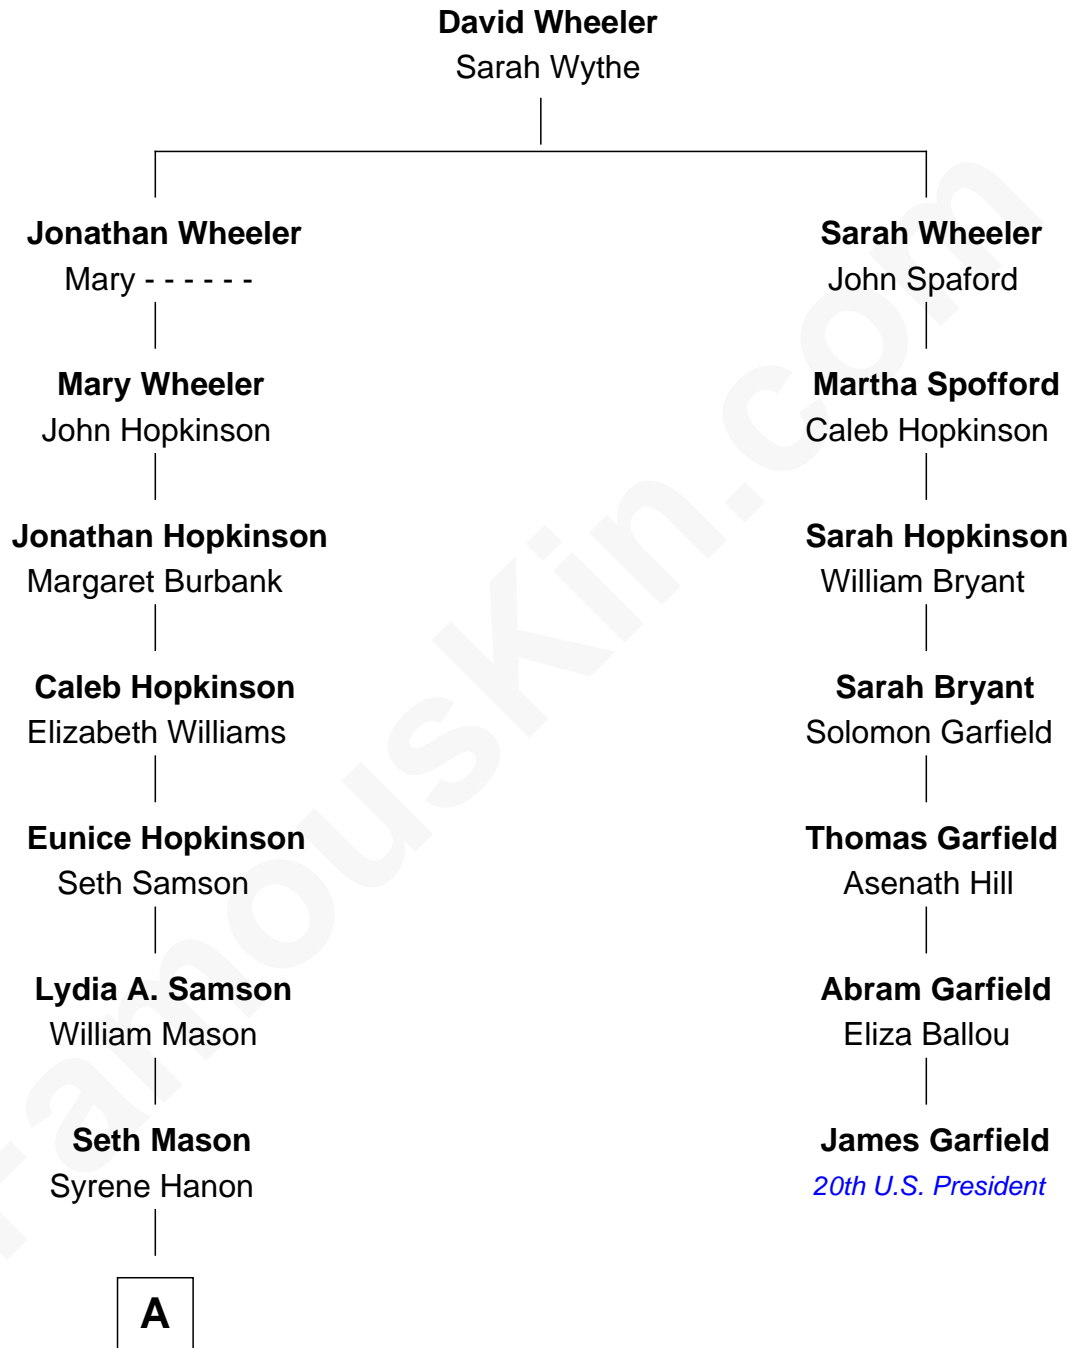 David Wheeler
Sarah Wythe
Jonathan Wheeler
Mary - - - - - -
Sarah Wheeler
John Spaford
Mary Wheeler
John Hopkinson
Martha Spofford
Caleb Hopkinson
Jonathan Hopkinson
Margaret Burbank
Sarah Hopkinson
William Bryant
Caleb Hopkinson
Elizabeth Williams
Sarah Bryant
Solomon Garfield
Eunice Hopkinson
Seth Samson
Thomas Garfield
Asenath Hill
Lydia A. Samson
William Mason
Abram Garfield
Eliza Ballou
Seth Mason
Syrene Hanon
James Garfield
20th U.S. President
A
FamousKin.com